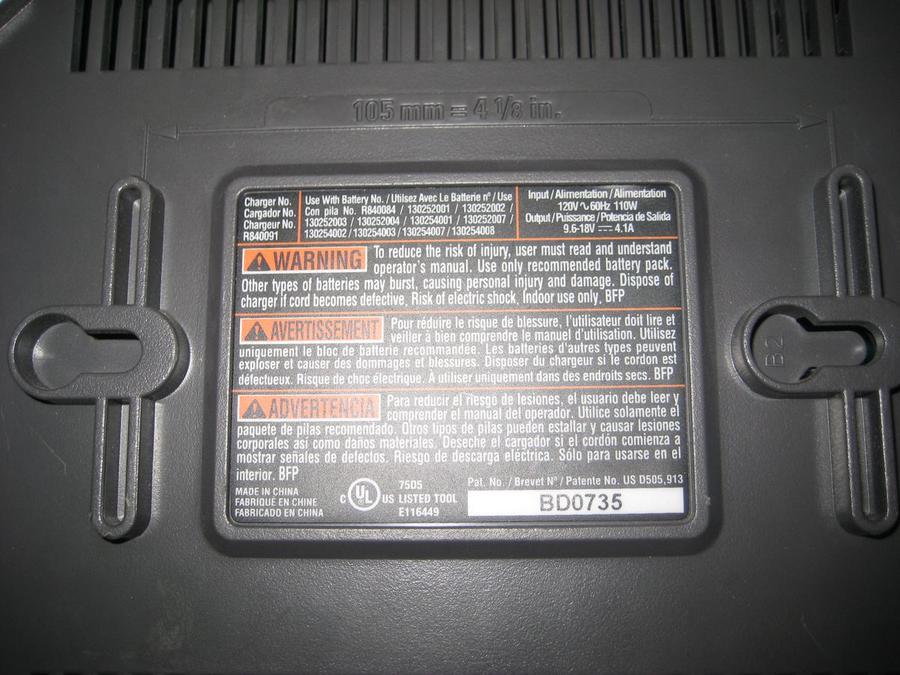 105 mm = 4 1/8 in.
Charger No.
Cargador No.
Chargeur No.
R840091
Use With Battery No. / Utilisez Avec Le Batterie nº / Use
Con pila No. R840084 / 130252001 / 130252002 /
130252003 / 130252004 / 130254001 / 130252007 /
130254002 / 130254003 / 130254007 / 130254008
Input / Alimentation / Alimentation
120V ∿ 60Hz 110W
Output / Puissance / Potencia de Salida
9.6-18V ⎓ 4.1A
WARNING To reduce the risk of injury, user must read and understand
operator's manual. Use only recommended battery pack.
Other types of batteries may burst, causing personal injury and damage. Dispose of
charger if cord becomes defective, Risk of electric shock, Indoor use only, BFP
AVERTISSEMENT Pour réduire le risque de blessure, l'utilisateur doit lire et
veiller à bien comprendre le manuel d'utilisation. Utilisez
uniquement le bloc de batterie recommandée. Les batteries d'autres types peuvent
exploser et causer des dommages et blessures. Disposer du chargeur si le cordon est
défectueux. Risque de choc électrique. À utiliser uniquement dans des endroits secs. BFP
ADVERTENCIA Para reducir el riesgo de lesiones, el usuario debe leer y
comprender el manual del operador. Utilice solamente el
paquete de pilas recomendado. Otros tipos de pilas pueden estallar y causar lesiones
corporales así como daños materiales. Deseche el cargador si el cordón comienza a
mostrar señales de defectos. Riesgo de descarga eléctrica. Sólo para usarse en el
interior. BFP
MADE IN CHINA
FABRIQUÉ EN CHINE
FABRICADO EN CHINA
C UL US
7505
LISTED TOOL
E116449
Pat. No. / Brevet Nº / Patente No. US D505,913
BD0735
B2